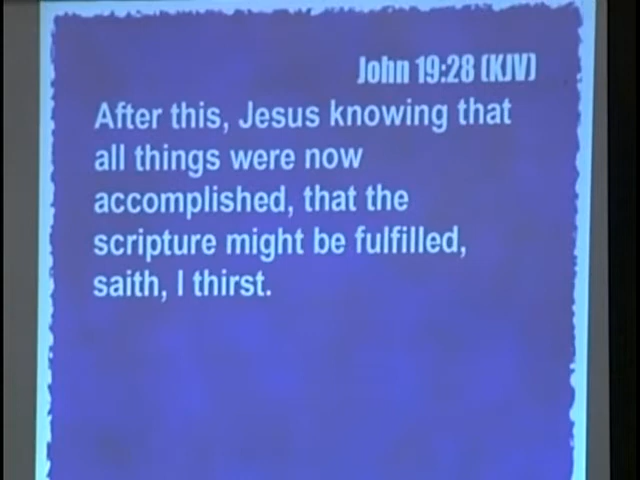 John 19:28 (KJV)
After this, Jesus knowing that
all things were now
accomplished, that the
scripture might be fulfilled,
saith, I thirst.